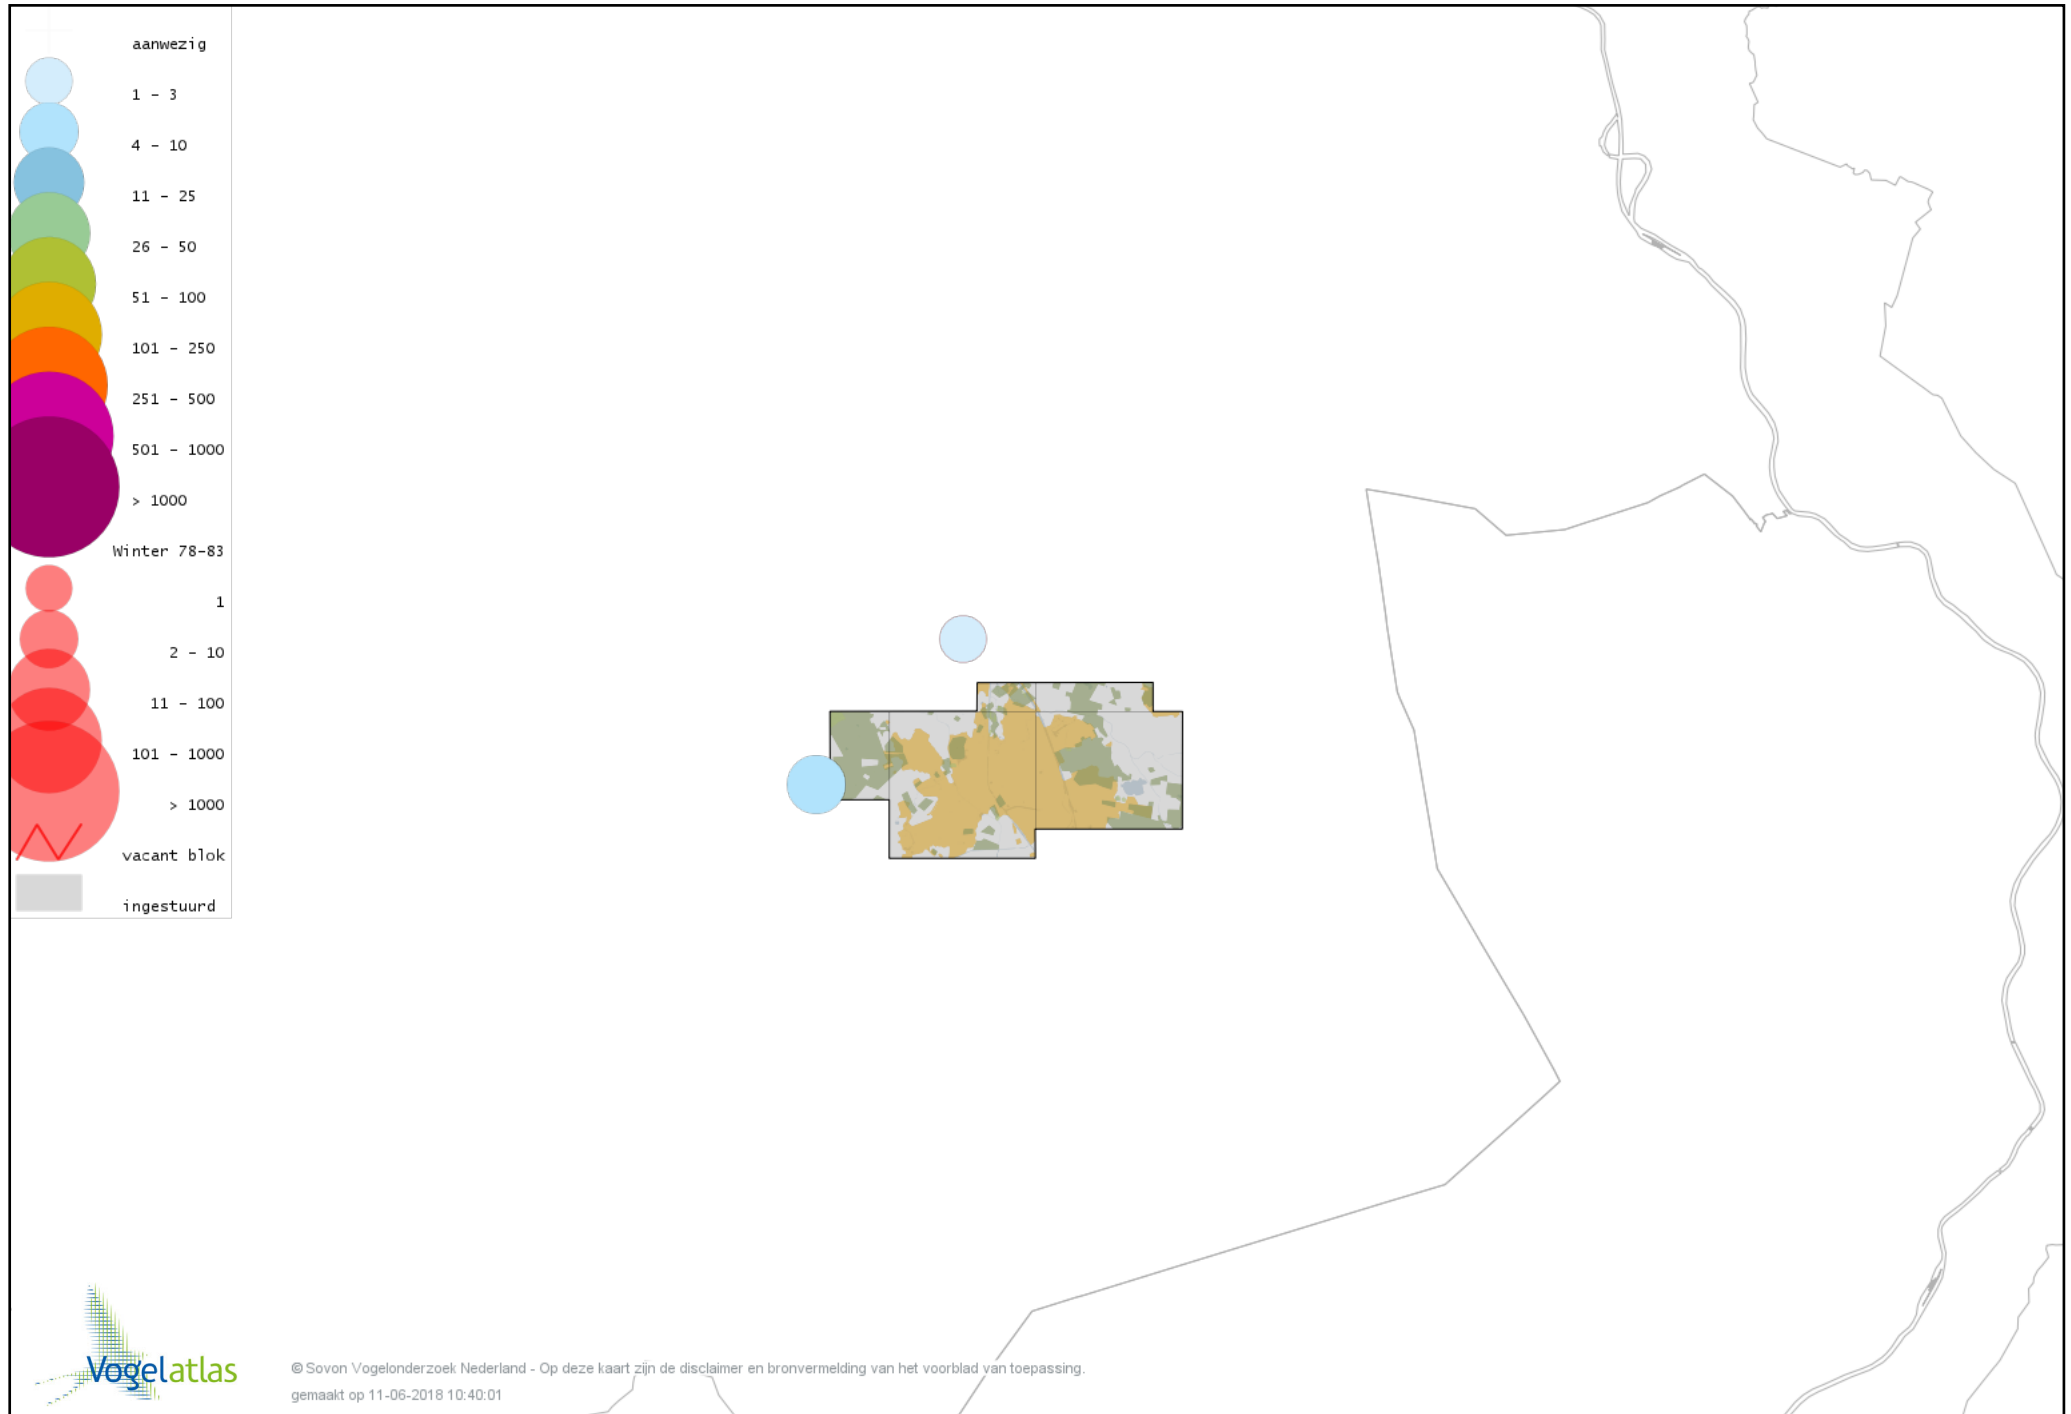 aanwezig
1 - 3
4 - 10
11 - 25
26 - 50
51 - 100
101 - 250
251 - 500
501 - 1000
> 1000
Winter 78-83
1
2 - 10
11 - 100
101 - 1000
> 1000
vacant blok
ingestuurd
Vogelatlas
© Sovon Vogelonderzoek Nederland - Op deze kaart zijn de disclaimer en bronvermelding van het voorblad van toepassing.
gemaakt op 11-06-2018 10:40:01